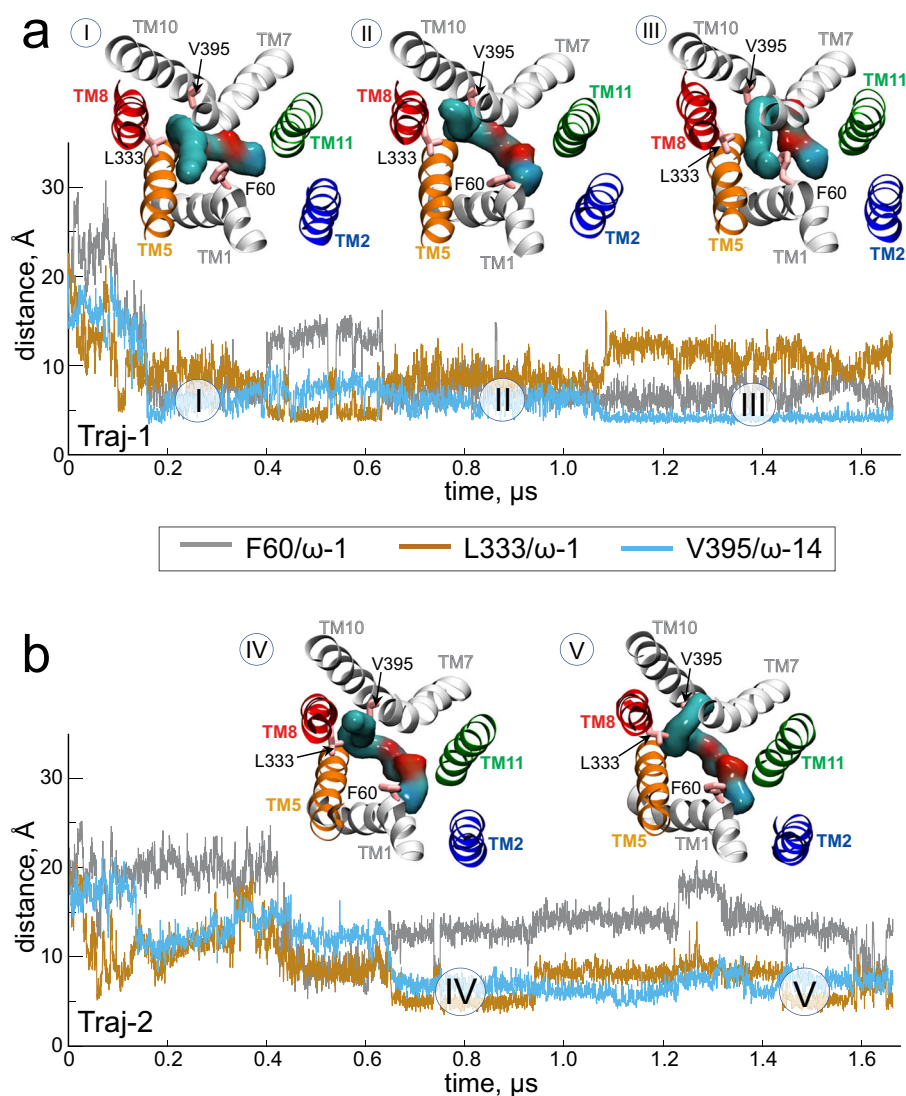 a
I
TM10
V395
TM7
TM8
L333
TM11
F60
TM5
TM1
TM2
II
TM10
V395
TM7
TM8
L333
TM11
F60
TM5
TM1
TM2
III
TM10
V395
TM7
TM8
L333
TM11
F60
TM5
TM1
TM2
distance, Å
30
20
10
0
I
II
III
Traj-1
0 0.2 0.4 0.6 0.8 1.0 1.2 1.4 1.6
time, µs
F60/ω-1 L333/ω-1 V395/ω-14
b
IV
TM10
V395
TM7
TM8
L333
TM11
F60
TM5
TM1
TM2
V
TM10
V395
TM7
TM8
L333
TM11
F60
TM5
TM1
TM2
distance, Å
30
20
10
0
IV
V
Traj-2
0 0.2 0.4 0.6 0.8 1.0 1.2 1.4 1.6
time, µs